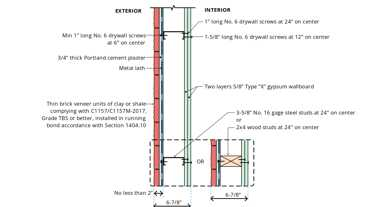 EXTERIOR
INTERIOR
Min 1" long No. 6 drywall screws
at 6" on center
3/4" thick Portland cement plaster
Metal lath
Thin brick veneer units of clay or shale
complying with C1157/C1157M-2017,
Grade TBS or better, installed in running
bond accordance with Section 1404.10
1" long No. 6 drywall screws at 24" on center
1-5/8" long No. 6 drywall screws at 12" on center
Two layers 5/8" Type "X" gypsum wallboard
3-5/8" No. 16 gage steel studs at 24" on center
or
2x4 wood studs at 24" on center
OR
No less than 2"
6-7/8"
6-7/8"